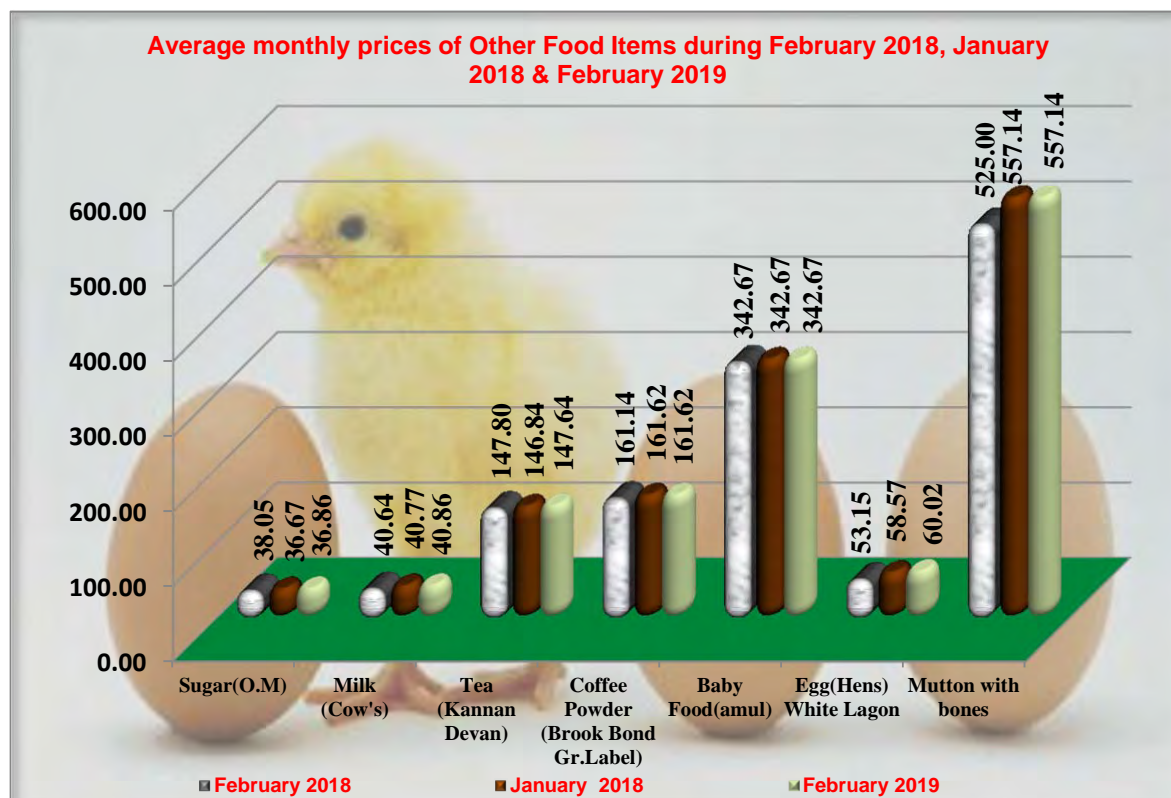 Average monthly prices of Other Food Items during February 2018, January
2018 & February 2019
600.00
500.00
400.00
300.00
200.00
100.00
0.00
38.05
36.67
36.86
40.64
40.77
40.86
147.80
146.84
147.64
161.14
161.62
161.62
342.67
342.67
342.67
53.15
58.57
60.02
525.00
557.14
557.14
Sugar(O.M)
Milk
(Cow's)
Tea
(Kannan
Devan)
Coffee
Powder
(Brook Bond
Gr.Label)
Baby
Food(amul)
Egg(Hens)
White Lagon
Mutton with
bones
February 2018
January 2018
February 2019